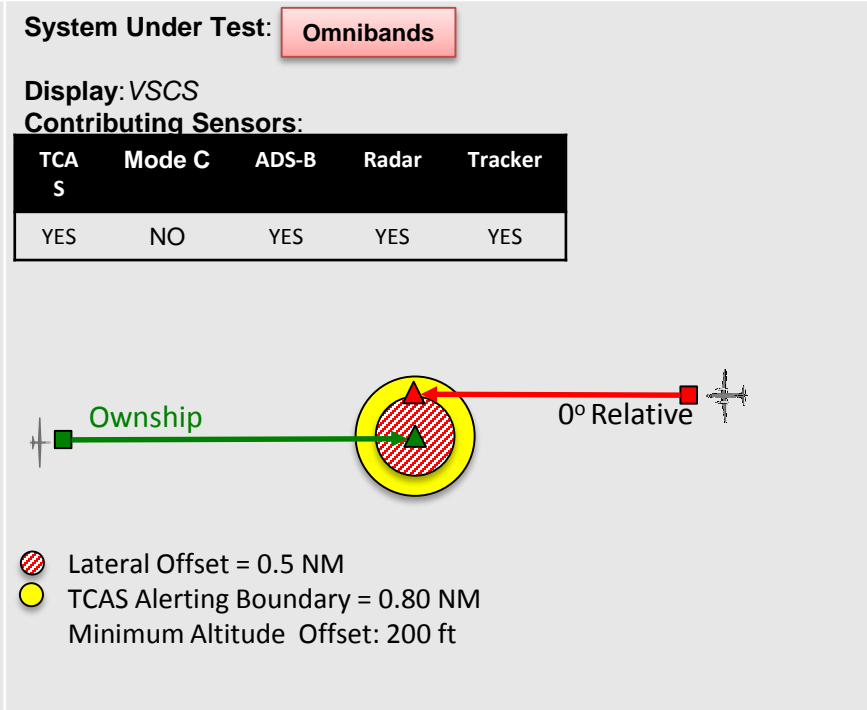 System Under Test: Omnibands
Display: VSCS
Contributing Sensors:
TCA
S Mode C ADS-B Radar Tracker
YES NO YES YES YES
Ownship
0º Relative
Lateral Offset = 0.5 NM
TCAS Alerting Boundary = 0.80 NM
Minimum Altitude Offset: 200 ft